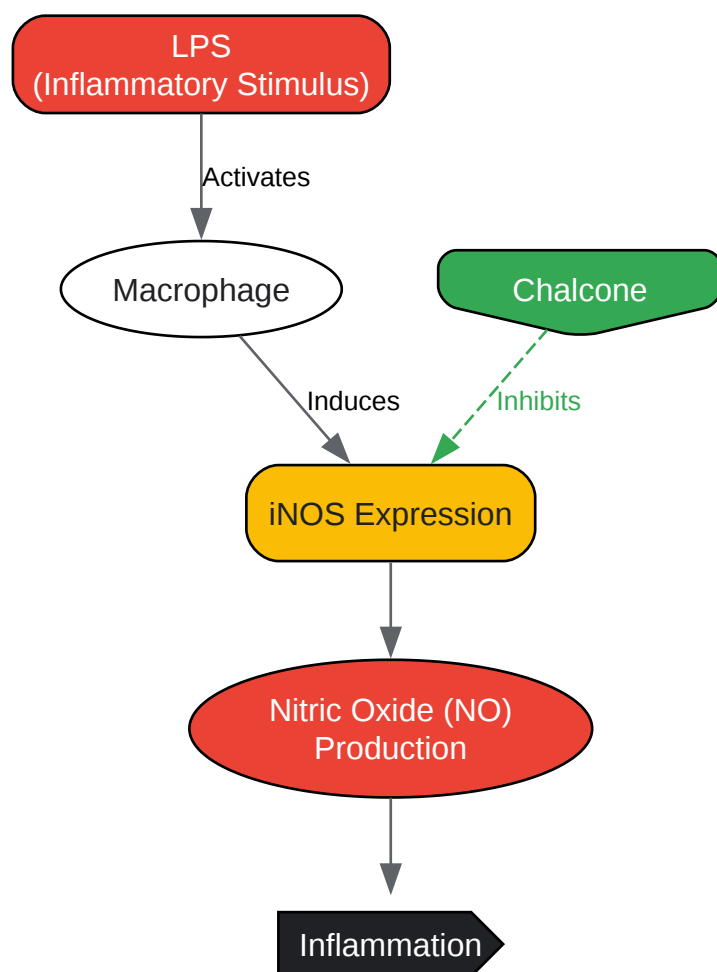 LPS
(Inflammatory Stimulus)
Activates
Macrophage
Chalcone
Induces
Inhibits
iNOS Expression
Nitric Oxide (NO)
Production
Inflammation